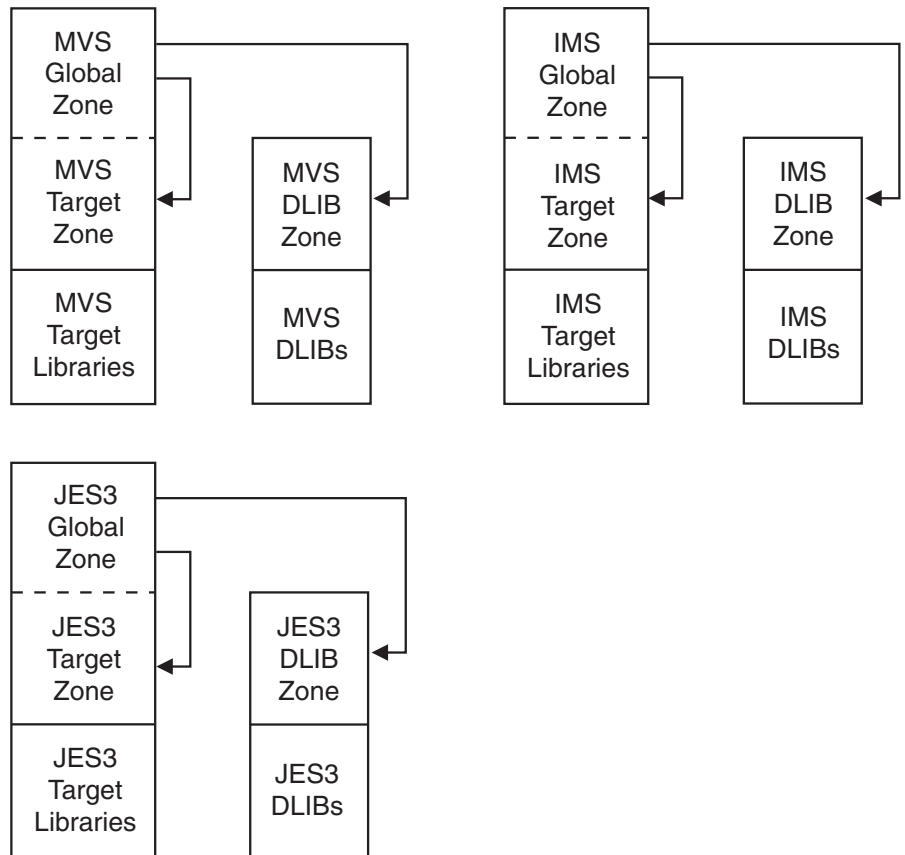 MVS
Global
Zone
MVS
Target
Zone
MVS
Target
Libraries
MVS
DLIB
Zone
MVS
DLIBs
IMS
Global
Zone
IMS
Target
Zone
IMS
Target
Libraries
IMS
DLIB
Zone
IMS
DLIBs
JES3
Global
Zone
JES3
Target
Zone
JES3
Target
Libraries
JES3
DLIB
Zone
JES3
DLIBs